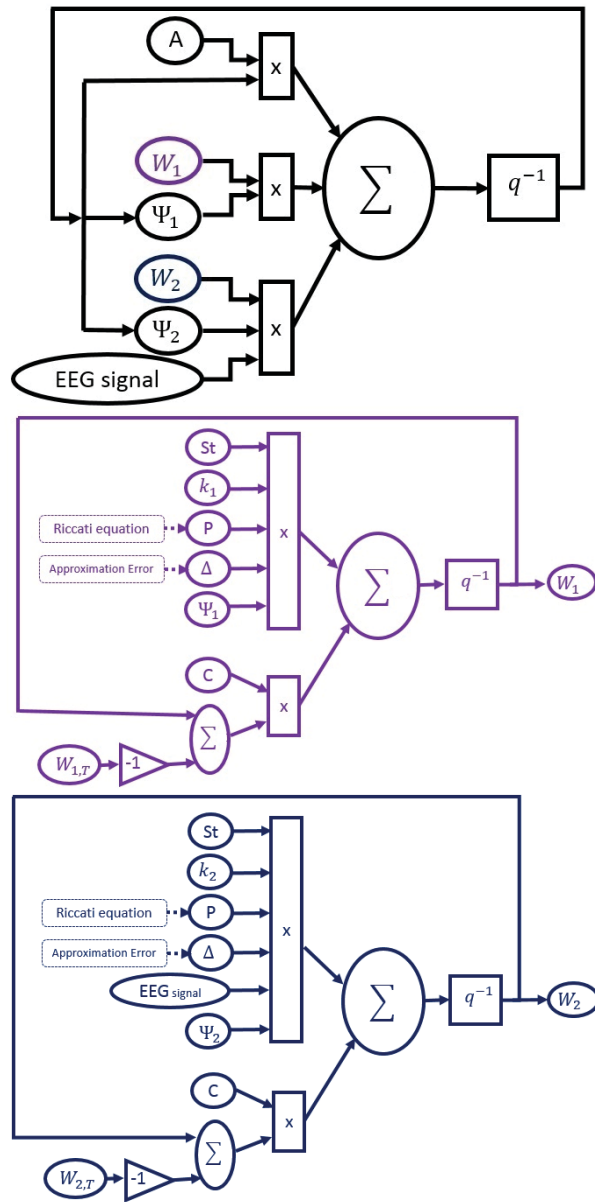 A
x
W₁
x
∑
q⁻¹
Ψ₁
W₂
x
Ψ₂
EEG signal
St
k₁
Riccati equation
P
x
Approximation Error
Δ
∑
q⁻¹
W₁
Ψ₁
C
x
∑
W₁,T
-1
St
k₂
Riccati equation
P
x
Approximation Error
Δ
EEG signal
∑
q⁻¹
W₂
Ψ₂
C
x
∑
W₂,T
-1